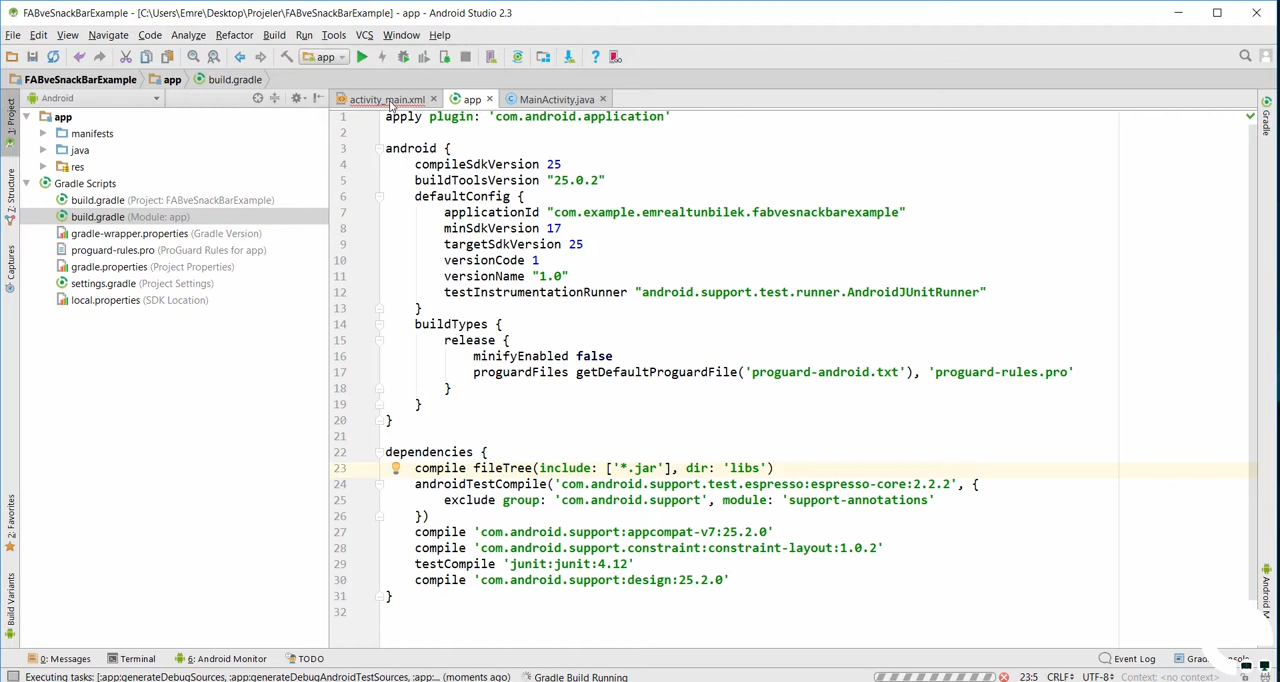 FABveSnackBarExample - [C:\Users\Emre\Desktop\Projeler\FABveSnackBarExample] - app - Android Studio 2.3
File Edit View Navigate Code Analyze Refactor Build Run Tools VCS Window Help
app
FABveSnackBarExample app build.gradle
Android
activity_main.xml app MainActivity.java
1: Project
7: Structure
Captures
2: Favorites
Build Variants
app
manifests
java
res
Gradle Scripts
build.gradle (Project: FABveSnackBarExample)
build.gradle (Module: app)
gradle-wrapper.properties (Gradle Version)
proguard-rules.pro (ProGuard Rules for app)
gradle.properties (Project Properties)
settings.gradle (Project Settings)
local.properties (SDK Location)
1 apply plugin: 'com.android.application'
2
3 android {
4 compileSdkVersion 25
5 buildToolsVersion "25.0.2"
6 defaultConfig {
7 applicationId "com.example.emrealtunbilek.fabvesnackbarexample"
8 minSdkVersion 17
9 targetSdkVersion 25
10 versionCode 1
11 versionName "1.0"
12 testInstrumentationRunner "android.support.test.runner.AndroidJUnitRunner"
13 }
14 buildTypes {
15 release {
16 minifyEnabled false
17 proguardFiles getDefaultProguardFile('proguard-android.txt'), 'proguard-rules.pro'
18 }
19 }
20 }
21
22 dependencies {
23 compile fileTree(include: ['*.jar'], dir: 'libs')
24 androidTestCompile('com.android.support.test.espresso:espresso-core:2.2.2', {
25 exclude group: 'com.android.support', module: 'support-annotations'
26 })
27 compile 'com.android.support:appcompat-v7:25.2.0'
28 compile 'com.android.support.constraint:constraint-layout:1.0.2'
29 testCompile 'junit:junit:4.12'
30 compile 'com.android.support:design:25.2.0'
31 }
32
Gradle
Android M
0: Messages Terminal 6: Android Monitor TODO Event Log
Executing tasks: [:app:generateDebugSources, :app:generateDebugAndroidTestSources, :app:... (moments ago) Gradle Build Running 23:5 CRLF UTF-8 Context: <no context>